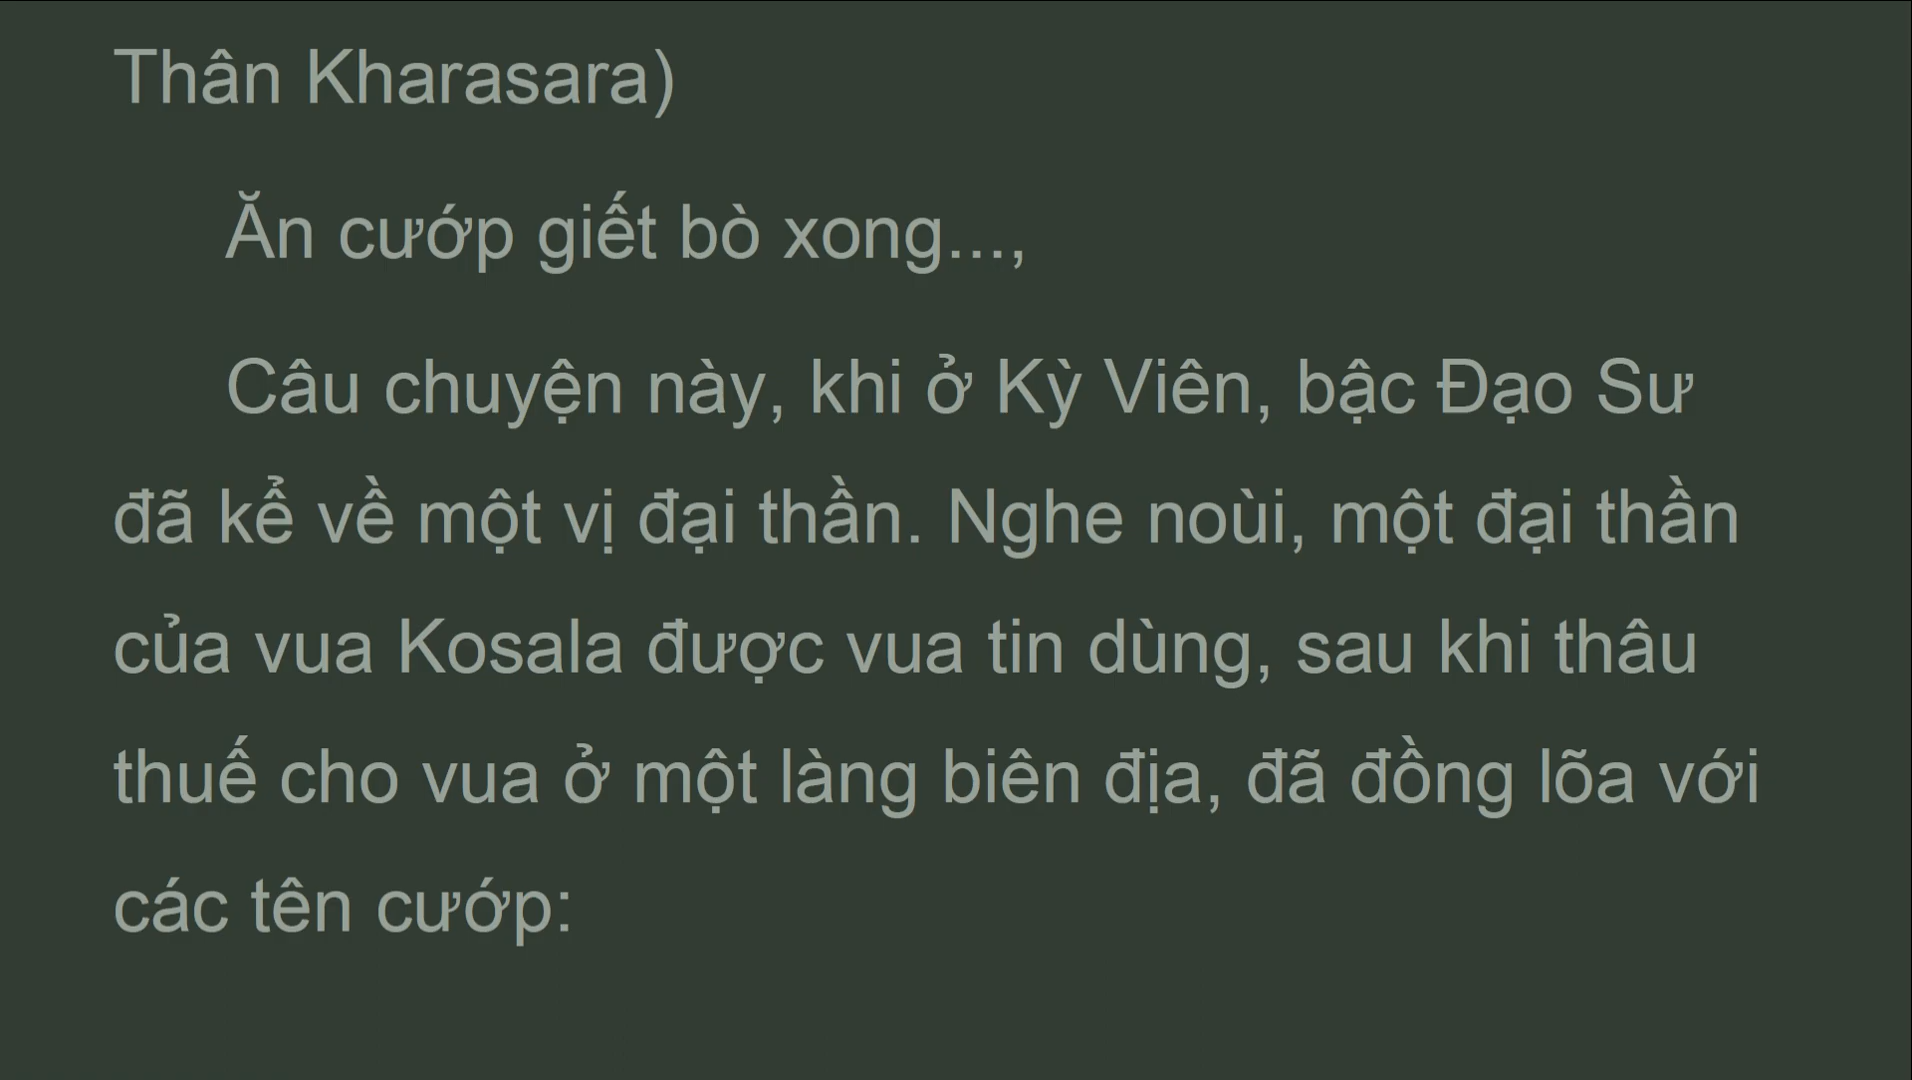 Thân Kharasara)
Ăn cướp giết bò xong...,
Câu chuyện này, khi ở Kỳ Viên, bậc Đạo Sư
đã kể về một vị đại thần. Nghe noùi, một đại thần
của vua Kosala được vua tin dùng, sau khi thâu
thuế cho vua ở một làng biên địa, đã đồng lõa với
các tên cướp: